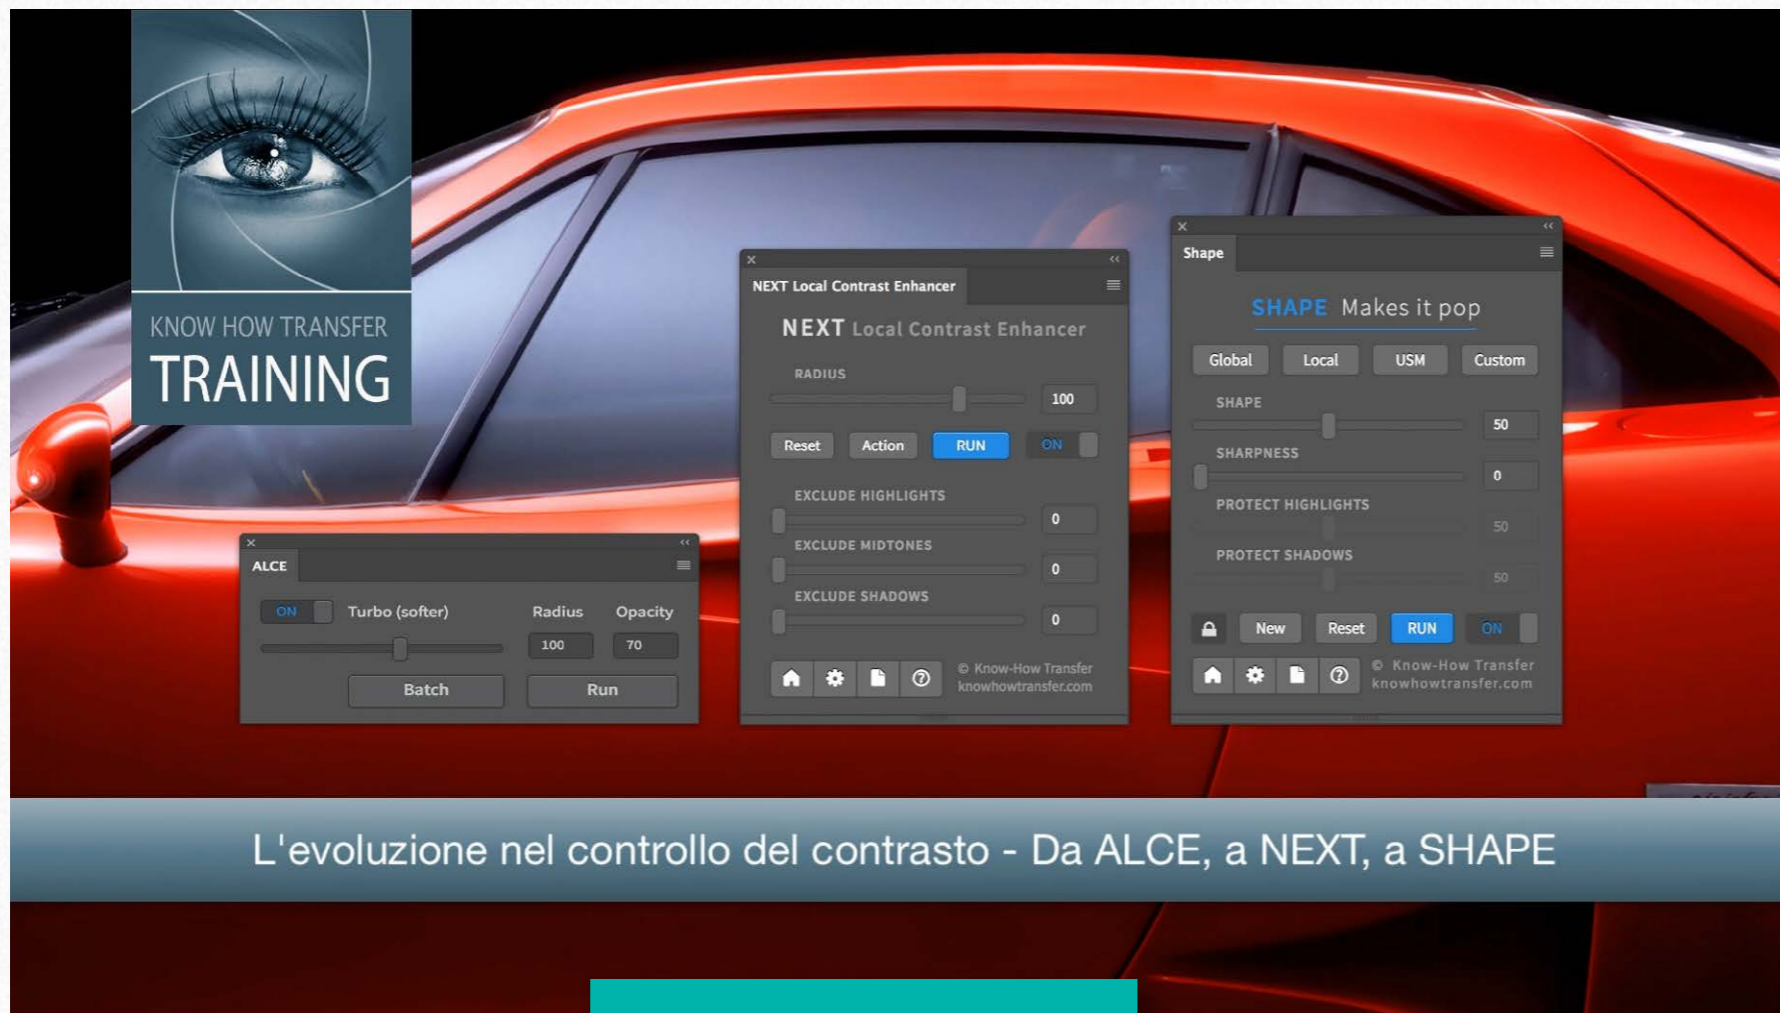 KNOW HOW TRANSFER
TRAINING
ALCE
ON Turbo (softer) Radius Opacity
100 70
Batch Run
NEXT Local Contrast Enhancer
NEXT Local Contrast Enhancer
RADIUS
100
Reset Action RUN ON
EXCLUDE HIGHLIGHTS
0
EXCLUDE MIDTONES
0
EXCLUDE SHADOWS
0
© Know-How Transfer
knowhowtransfer.com
Shape
SHAPE Makes it pop
Global Local USM Custom
SHAPE
50
SHARPNESS
0
PROTECT HIGHLIGHTS
50
PROTECT SHADOWS
50
New Reset RUN ON
© Know-How Transfer
knowhowtransfer.com
L'evoluzione nel controllo del contrasto - Da ALCE, a NEXT, a SHAPE